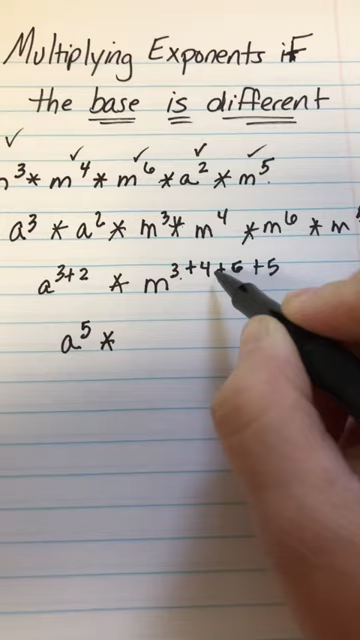 Multiplying Exponents if
the base is different
m³ * m⁴ * m⁶ * a² * m⁵
a³ * a² * m³ * m⁴ * m⁶ * m
a³⁺² * m³⁺⁴⁺⁶⁺⁵
a⁵ *